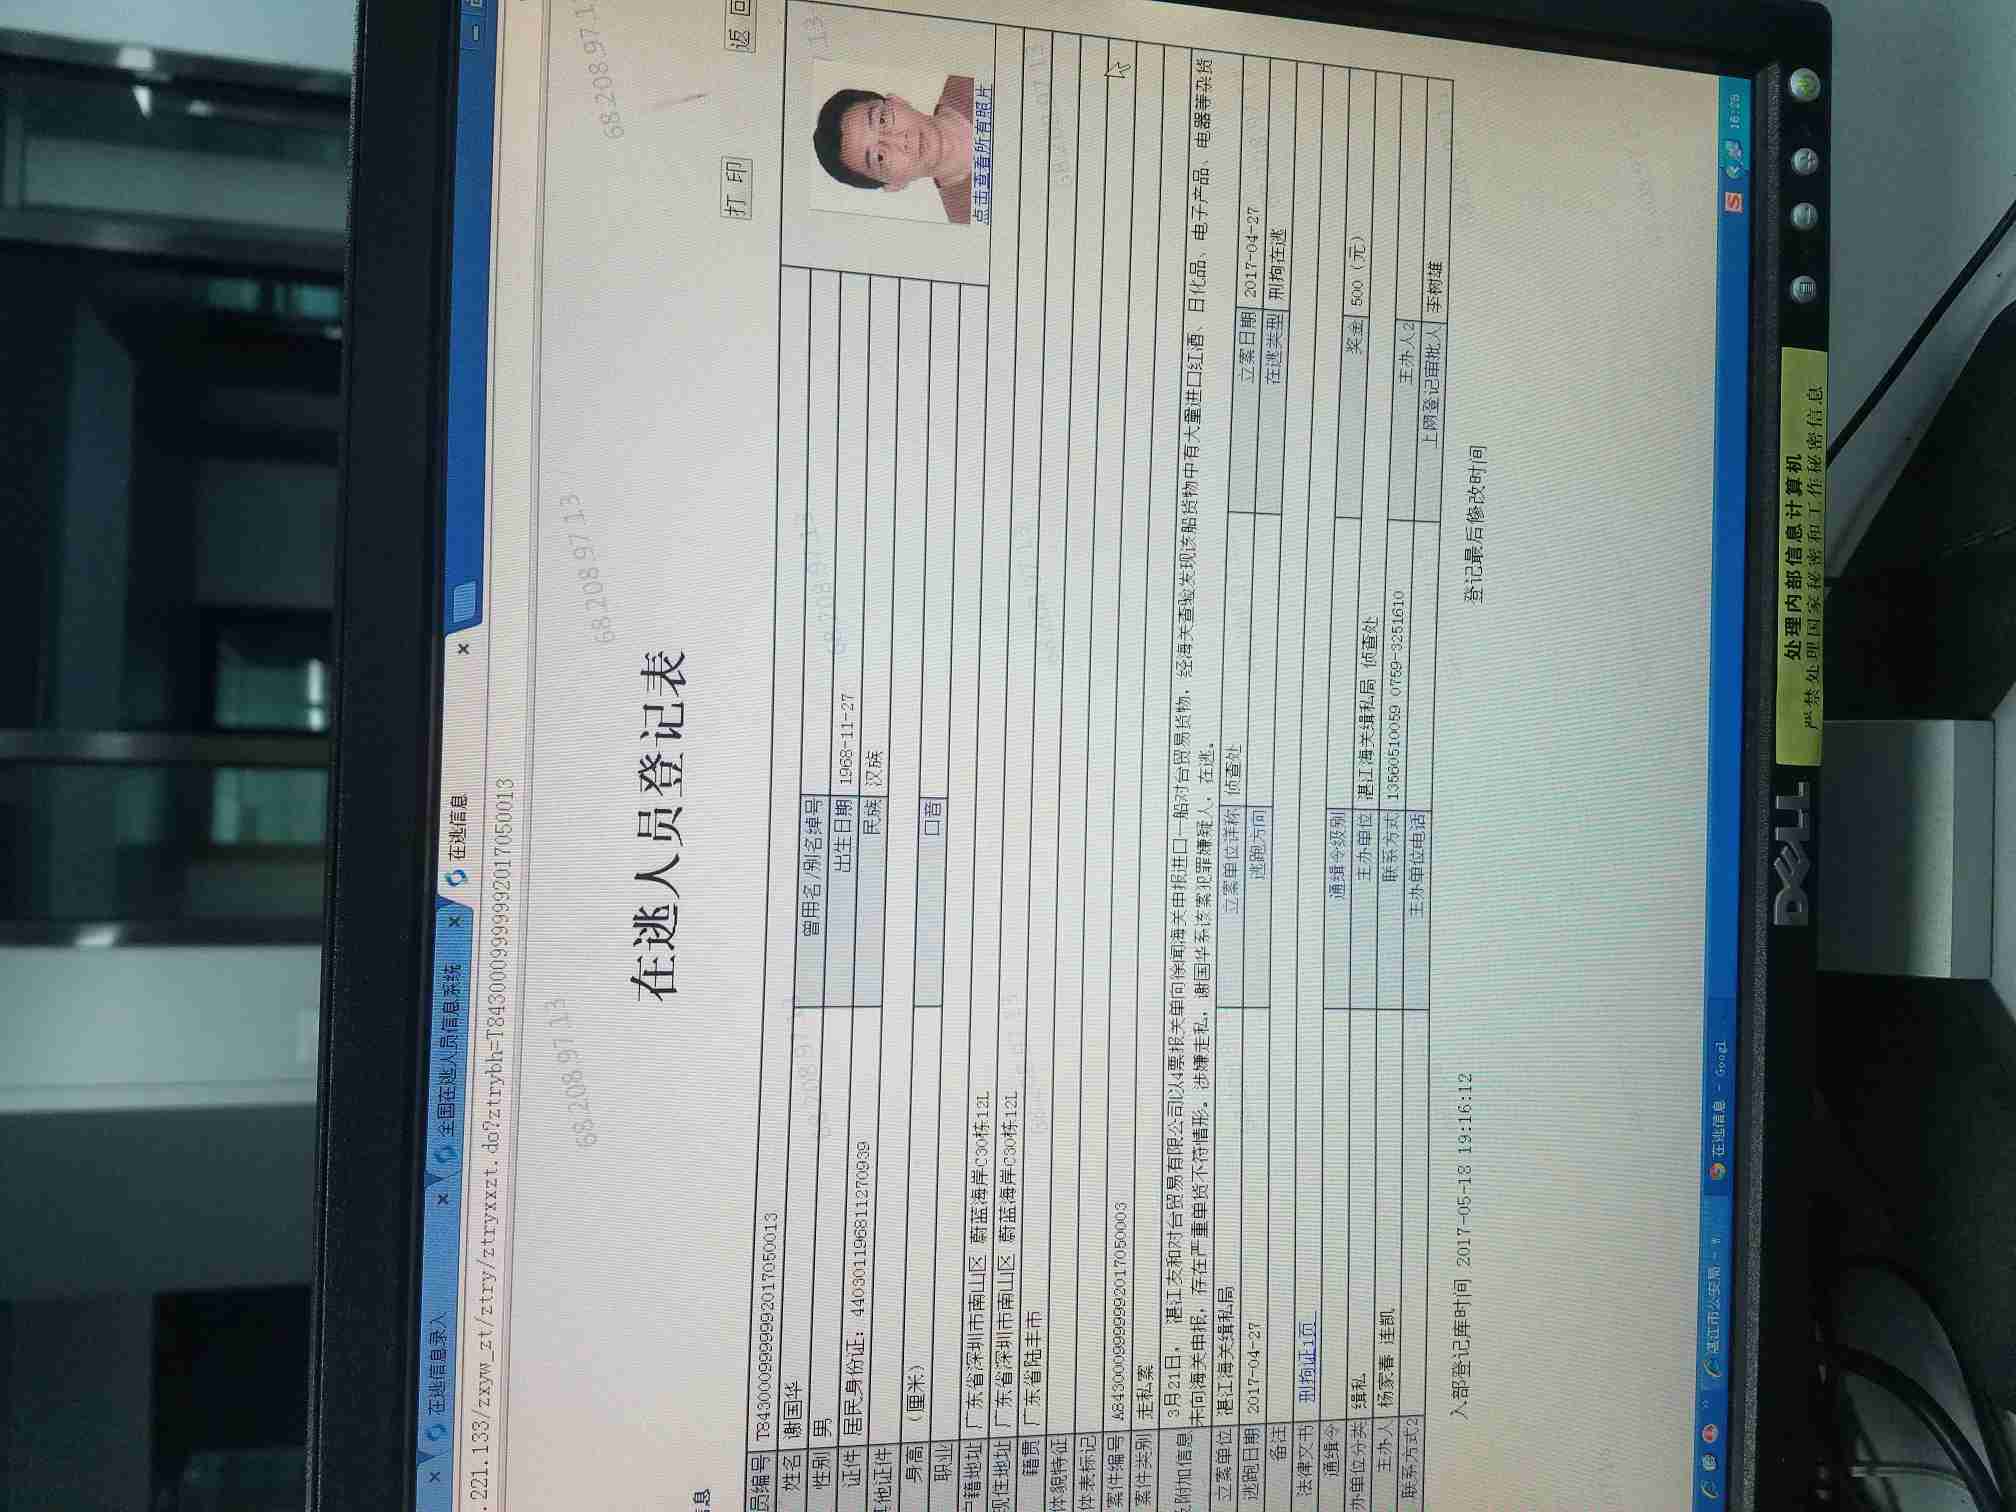 在逃信息录入
全国在逃人员信息系统
在逃信息
.221.133/zxyw_zt/ztry/ztryxxzt.do?ztrybh=T8430009999992017050013
息
打 印
返 回
在逃人员登记表
员编号 T8430009999992017050013
姓名 谢国华 曾用名/别名绰号
性别 男 出生日期 1968-11-27
证件 居民身份证: 440301196811270939 民族 汉族
其他证件
身高 (厘米) 口音
职业
点击查看所有照片
户籍地址 广东省深圳市南山区 蔚蓝海岸C30栋12L
现住地址 广东省深圳市南山区 蔚蓝海岸C30栋12L
籍贯 广东省陆丰市
体貌特征
体表标记
案件编号 A8430009999992017050003
案件类别 走私案
及附加信息 3月21日, 湛江友和对台贸易有限公司以4票报关单向徐闻海关申报进口一船对台贸易货物, 经海关查验发现该船货物中有大量进口红酒、日化品、电子产品、电器等杂货
未向海关申报, 存在严重单货不符情形。涉嫌走私, 谢国华系该案犯罪嫌疑人, 在逃。
立案单位 湛江海关缉私局 立案单位详称 侦查处 立案日期 2017-04-27
逃跑日期 2017-04-27 逃跑方向 在逃类型 刑拘在逃
备注
法律文书 刑拘证1页
通缉令 通缉令级别 奖金 500 (元)
办单位分类 缉私 主办单位 湛江海关缉私局 侦查处
主办人 杨家春 连凯 联系方式 13560510059 0759-3251610 主办人2
联系方式2 主办单位电话 上网登记审批人 李树雄
入部登记库时间 2017-05-18 19:16:12 登记最后修改时间
68.208.97.13
湛江市公安局 -
在逃信息 - Googl
16:26
DELL
处理内部信息计算机
严禁处理国家秘密和工作秘密信息